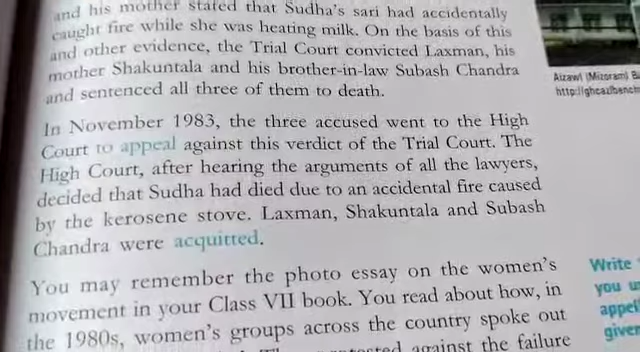 and his mother stated that Sudha's sari had accidentally
caught fire while she was heating milk. On the basis of this
and other evidence, the Trial Court convicted Laxman, his
mother Shakuntala and his brother-in-law Subash Chandra
and sentenced all three of them to death.
In November 1983, the three accused went to the High
Court to appeal against this verdict of the Trial Court. The
High Court, after hearing the arguments of all the lawyers,
decided that Sudha had died due to an accidental fire caused
by the kerosene stove. Laxman, Shakuntala and Subash
Chandra were acquitted.
You may remember the photo essay on the women's
movement in your Class VII book. You read about how, in
the 1980s, women's groups across the country spoke out
against the failure
Aizawl (Mizoram)
http://ghcazlbench
Write
you